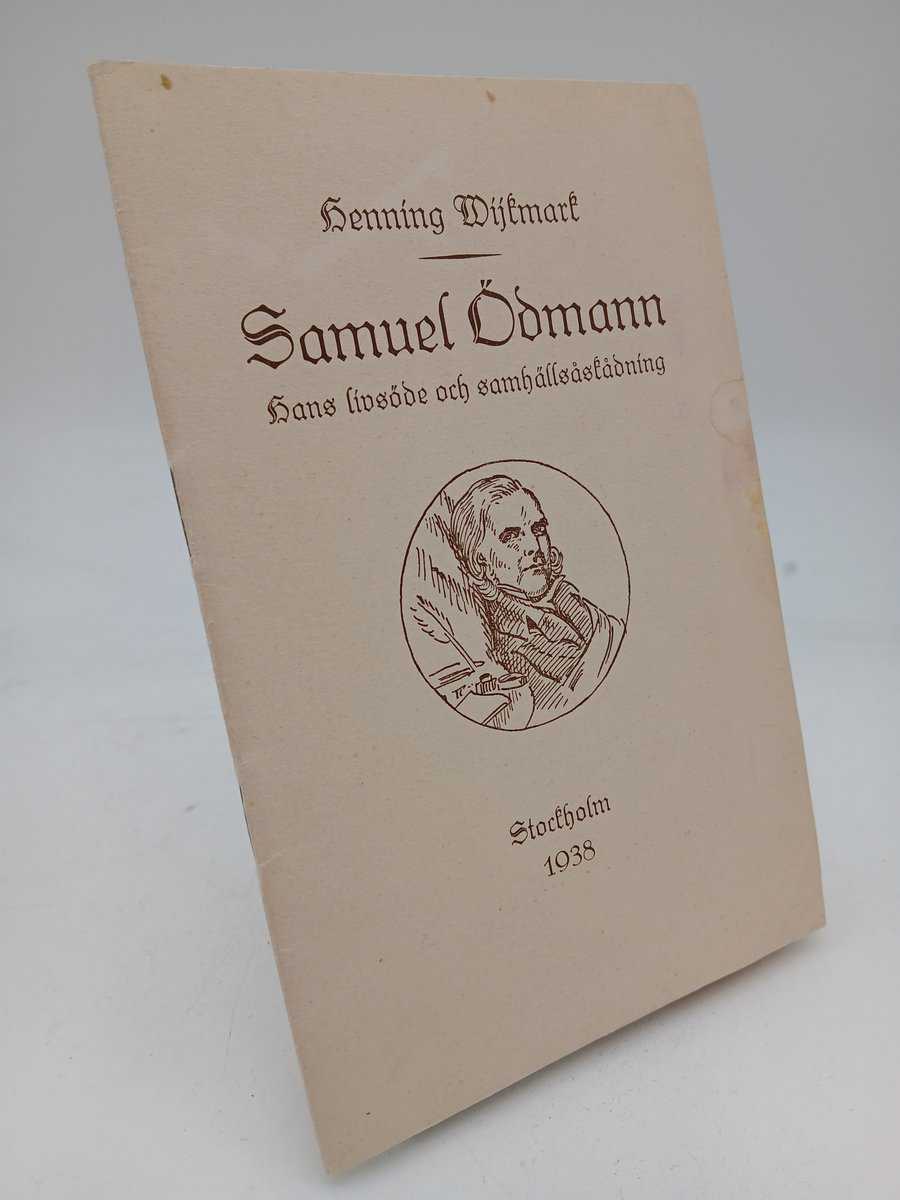 Henning Wijkmark
Samuel Ödmann
Hans livsöde och samhällsåskådning
Stockholm
1938